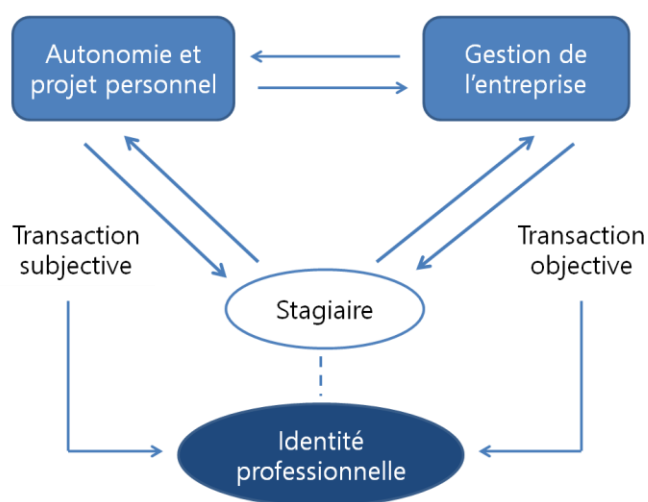 Autonomie et
projet personnel
Gestion de
l'entreprise
Transaction
subjective
Transaction
objective
Stagiaire
Identité
professionnelle